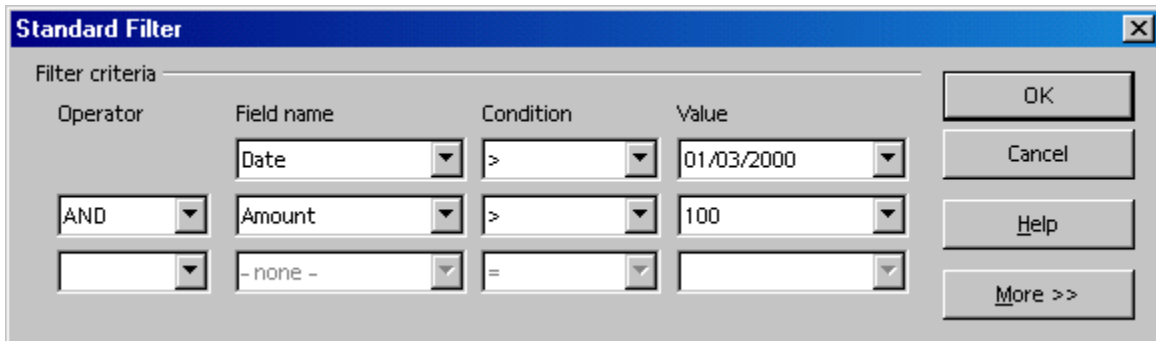 Standard Filter
Filter criteria
Operator Field name Condition Value
Date > 01/03/2000
AND Amount > 100
- none - =
OK
Cancel
Help
More >>